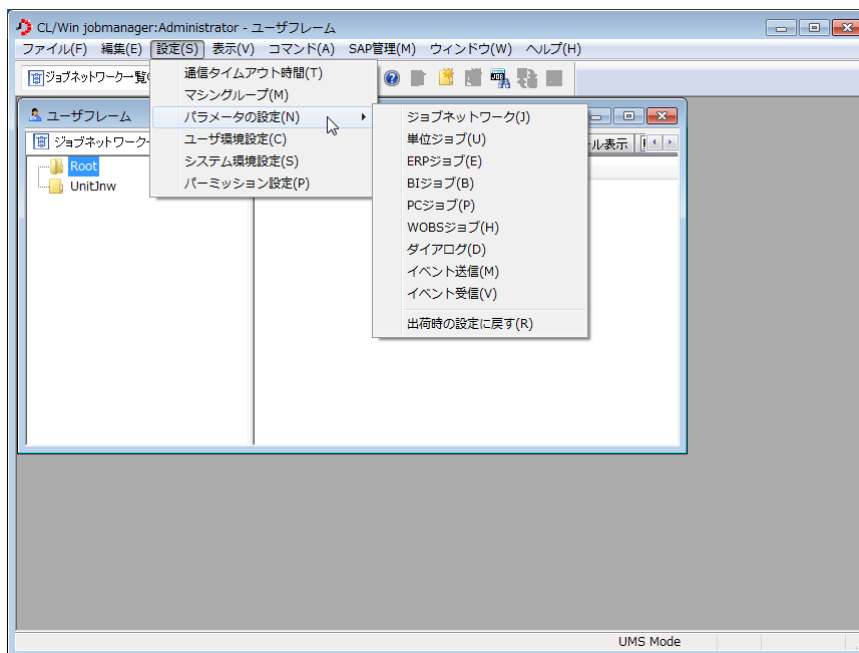 CL/Win jobmanager:Administrator - ユーザフレーム
ファイル(F) 編集(E) 設定(S) 表示(V) コマンド(A) SAP管理(M) ウィンドウ(W) ヘルプ(H)
ジョブネットワーク一覧
通信タイムアウト時間(T)
マシングループ(M)
パラメータの設定(N)
ユーザ環境設定(C)
システム環境設定(S)
パーミッション設定(P)
ジョブネットワーク(J)
単位ジョブ(U)
ERPジョブ(E)
BIジョブ(B)
PCジョブ(P)
WOBSジョブ(H)
ダイアログ(D)
イベント送信(M)
イベント受信(V)
出荷時の設定に戻す(R)
ユーザフレーム
ジョブネットワーク
ル表示
Root
UnitJnw
UMS Mode